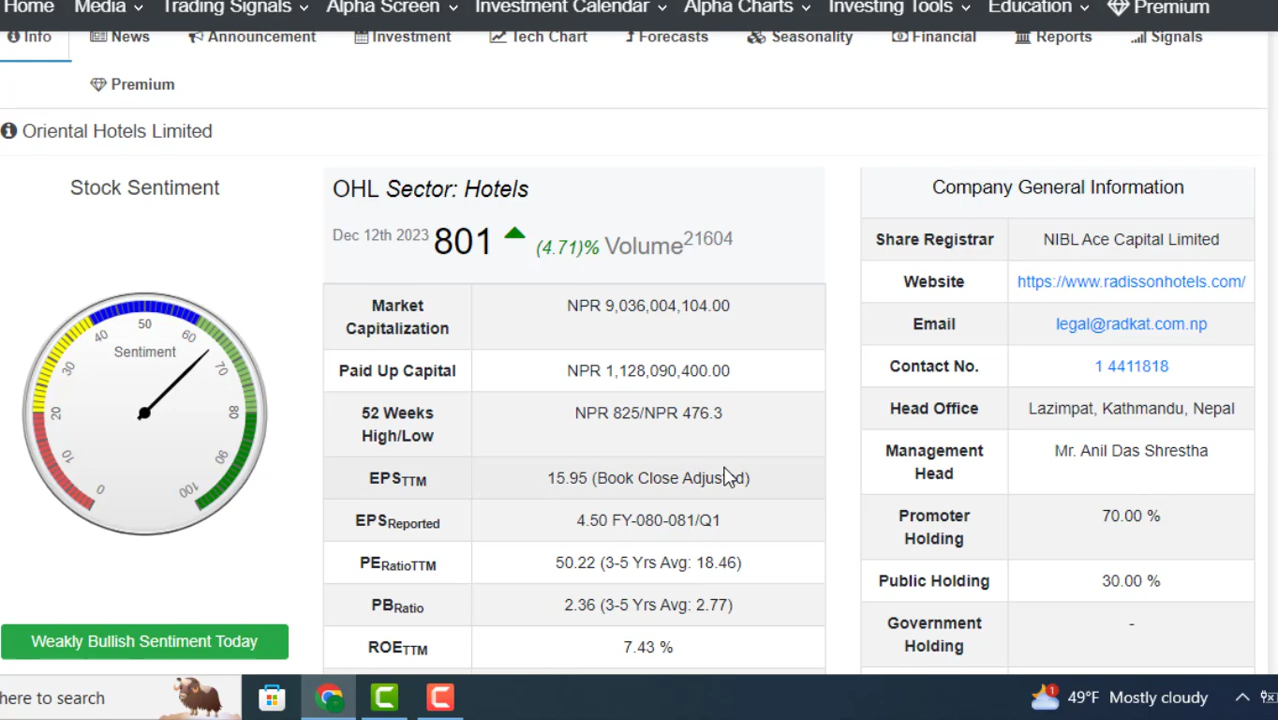 Home Media Trading Signals Alpha Screen Investment Calendar Alpha Charts Investing Tools Education Premium
Info News Announcement Investment Tech Chart Forecasts Seasonality Financial Reports Signals
Premium
Oriental Hotels Limited
Stock Sentiment
0
10
20
30
40
50
60
70
80
90
100
Sentiment
Weakly Bullish Sentiment Today
OHL Sector: Hotels
Dec 12th 2023 801 (4.71)% Volume21604
Market Capitalization NPR 9,036,004,104.00
Paid Up Capital NPR 1,128,090,400.00
52 Weeks High/Low NPR 825/NPR 476.3
EPSTTM 15.95 (Book Close Adjusted)
EPSReported 4.50 FY-080-081/Q1
PERatioTTM 50.22 (3-5 Yrs Avg: 18.46)
PBRatio 2.36 (3-5 Yrs Avg: 2.77)
ROETTM 7.43 %
Company General Information
Share Registrar NIBL Ace Capital Limited
Website https://www.radissonhotels.com/
Email legal@radkat.com.np
Contact No. 1 4411818
Head Office Lazimpat, Kathmandu, Nepal
Management Head Mr. Anil Das Shrestha
Promoter Holding 70.00 %
Public Holding 30.00 %
Government Holding -
here to search
1
49°F Mostly cloudy